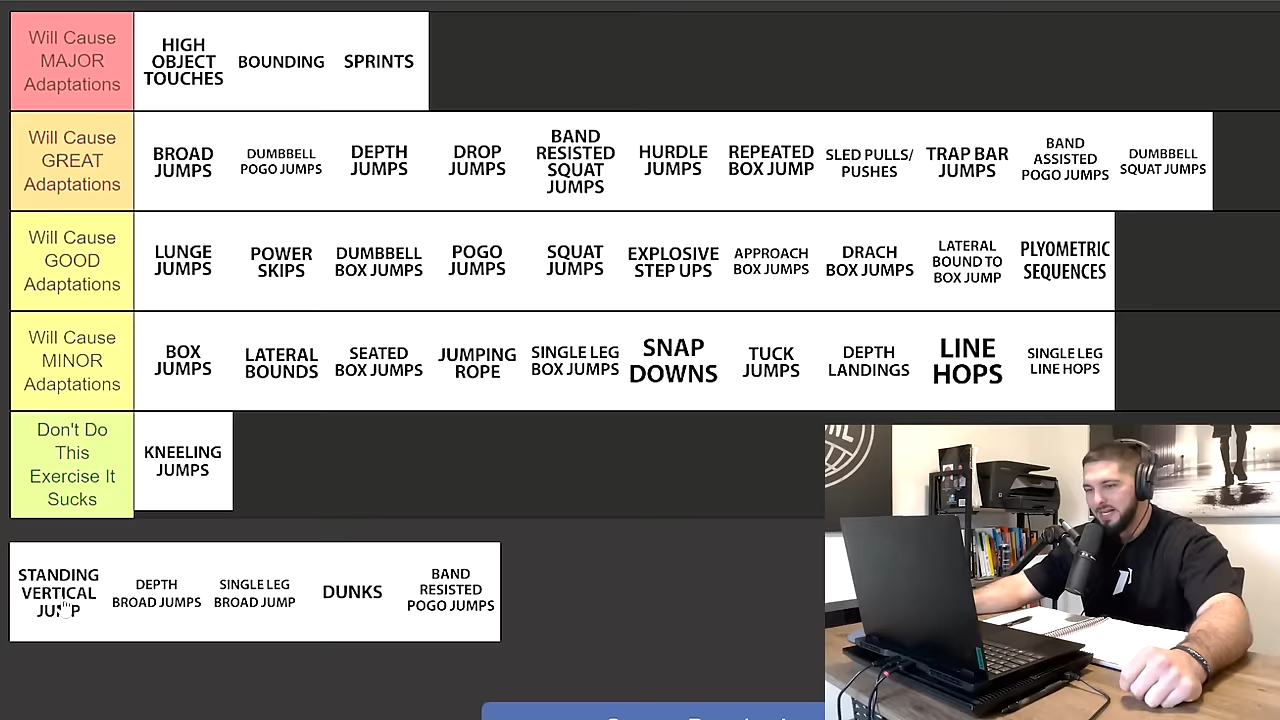 Will Cause
MAJOR
Adaptations
HIGH
OBJECT
TOUCHES
BOUNDING
SPRINTS
Will Cause
GREAT
Adaptations
BROAD
JUMPS
DUMBBELL
POGO JUMPS
DEPTH
JUMPS
DROP
JUMPS
BAND
RESISTED
SQUAT
JUMPS
HURDLE
JUMPS
REPEATED
BOX JUMP
SLED PULLS/
PUSHES
TRAP BAR
JUMPS
BAND
ASSISTED
POGO JUMPS
DUMBBELL
SQUAT JUMPS
Will Cause
GOOD
Adaptations
LUNGE
JUMPS
POWER
SKIPS
DUMBBELL
BOX JUMPS
POGO
JUMPS
SQUAT
JUMPS
EXPLOSIVE
STEP UPS
APPROACH
BOX JUMPS
DRACH
BOX JUMPS
LATERAL
BOUND TO
BOX JUMP
PLYOMETRIC
SEQUENCES
Will Cause
MINOR
Adaptations
BOX
JUMPS
LATERAL
BOUNDS
SEATED
BOX JUMPS
JUMPING
ROPE
SINGLE LEG
BOX JUMPS
SNAP
DOWNS
TUCK
JUMPS
DEPTH
LANDINGS
LINE
HOPS
SINGLE LEG
LINE HOPS
Don't Do
This
Exercise It
Sucks
KNEELING
JUMPS
STANDING
VERTICAL
JUMP
DEPTH
BROAD JUMPS
SINGLE LEG
BROAD JUMP
DUNKS
BAND
RESISTED
POGO JUMPS